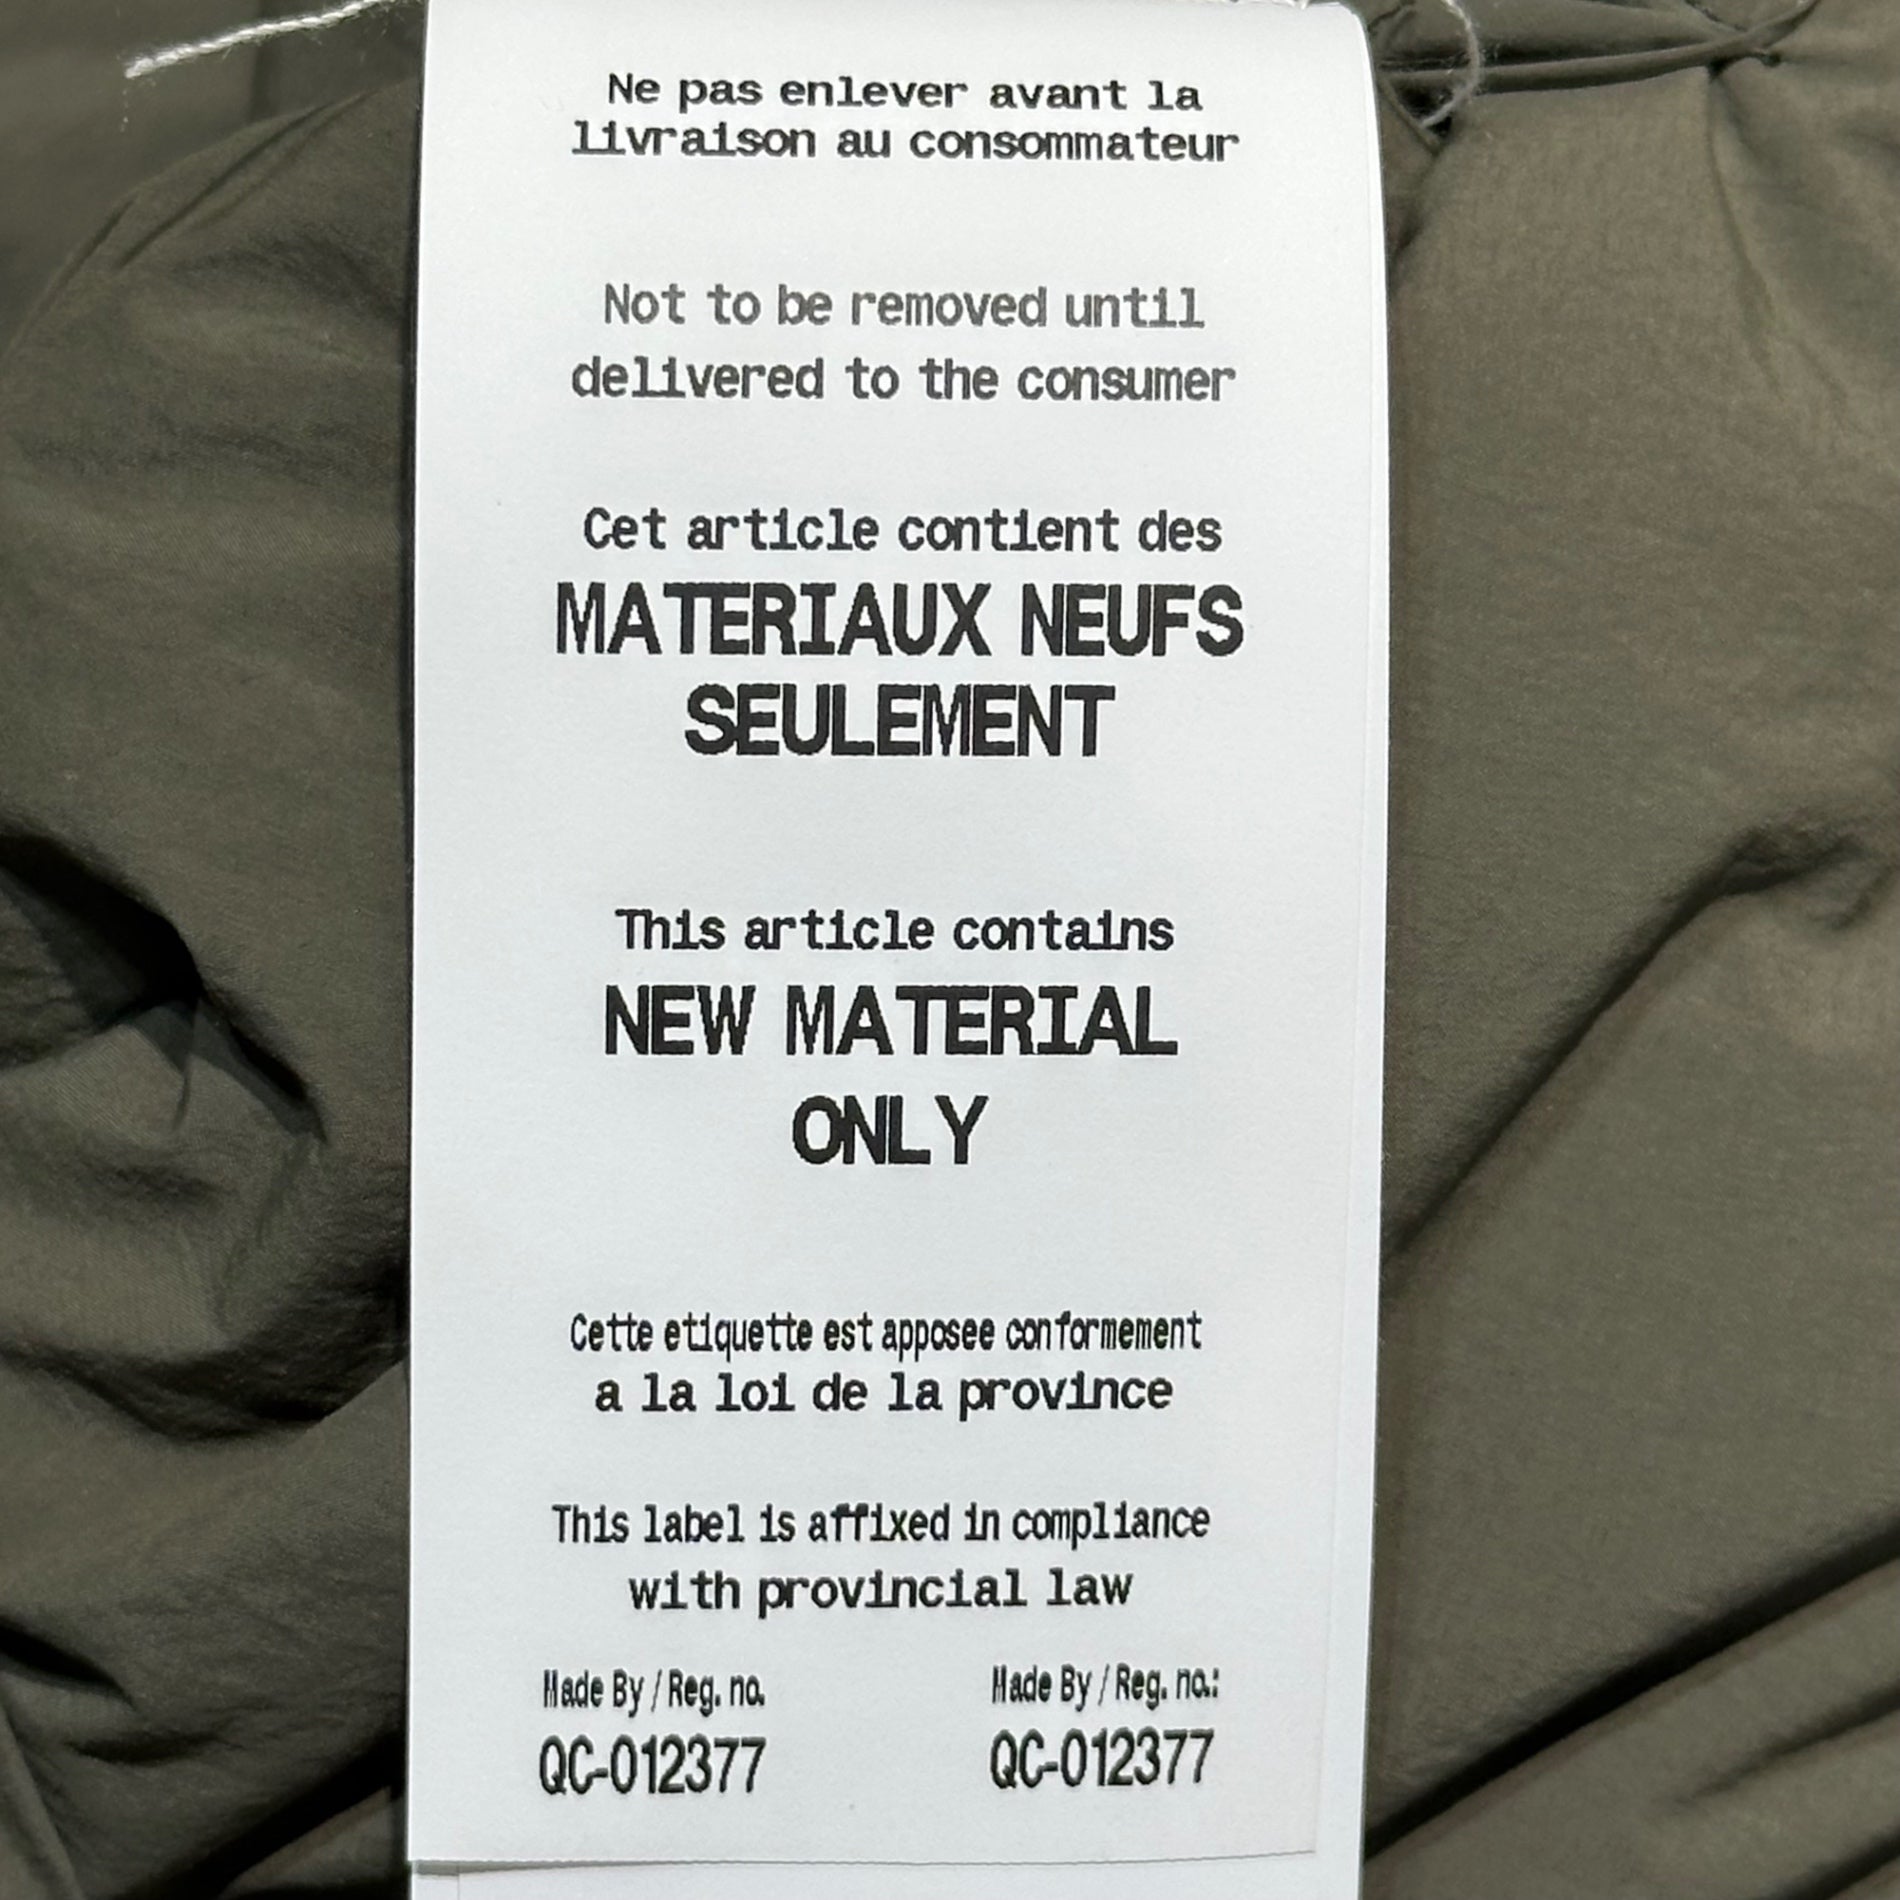 Ne pas enlever avant la
livraison au consommateur
Not to be removed until
delivered to the consumer
Cet article contient des
MATERIAUX NEUFS
SEULEMENT
This article contains
NEW MATERIAL
ONLY
Cette etiquette est apposee conformement
a la loi de la province
This label is affixed in compliance
with provincial law
Made By / Reg. no. Made By / Reg. no.:
QC-012377 QC-012377